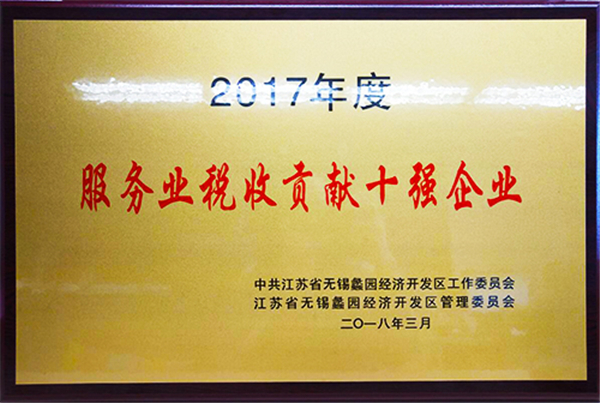 2017年度
服务业税收贡献十强企业
中共江苏省无锡蠡园经济开发区工作委员会
江苏省无锡蠡园经济开发区管理委员会
二〇一八年三月